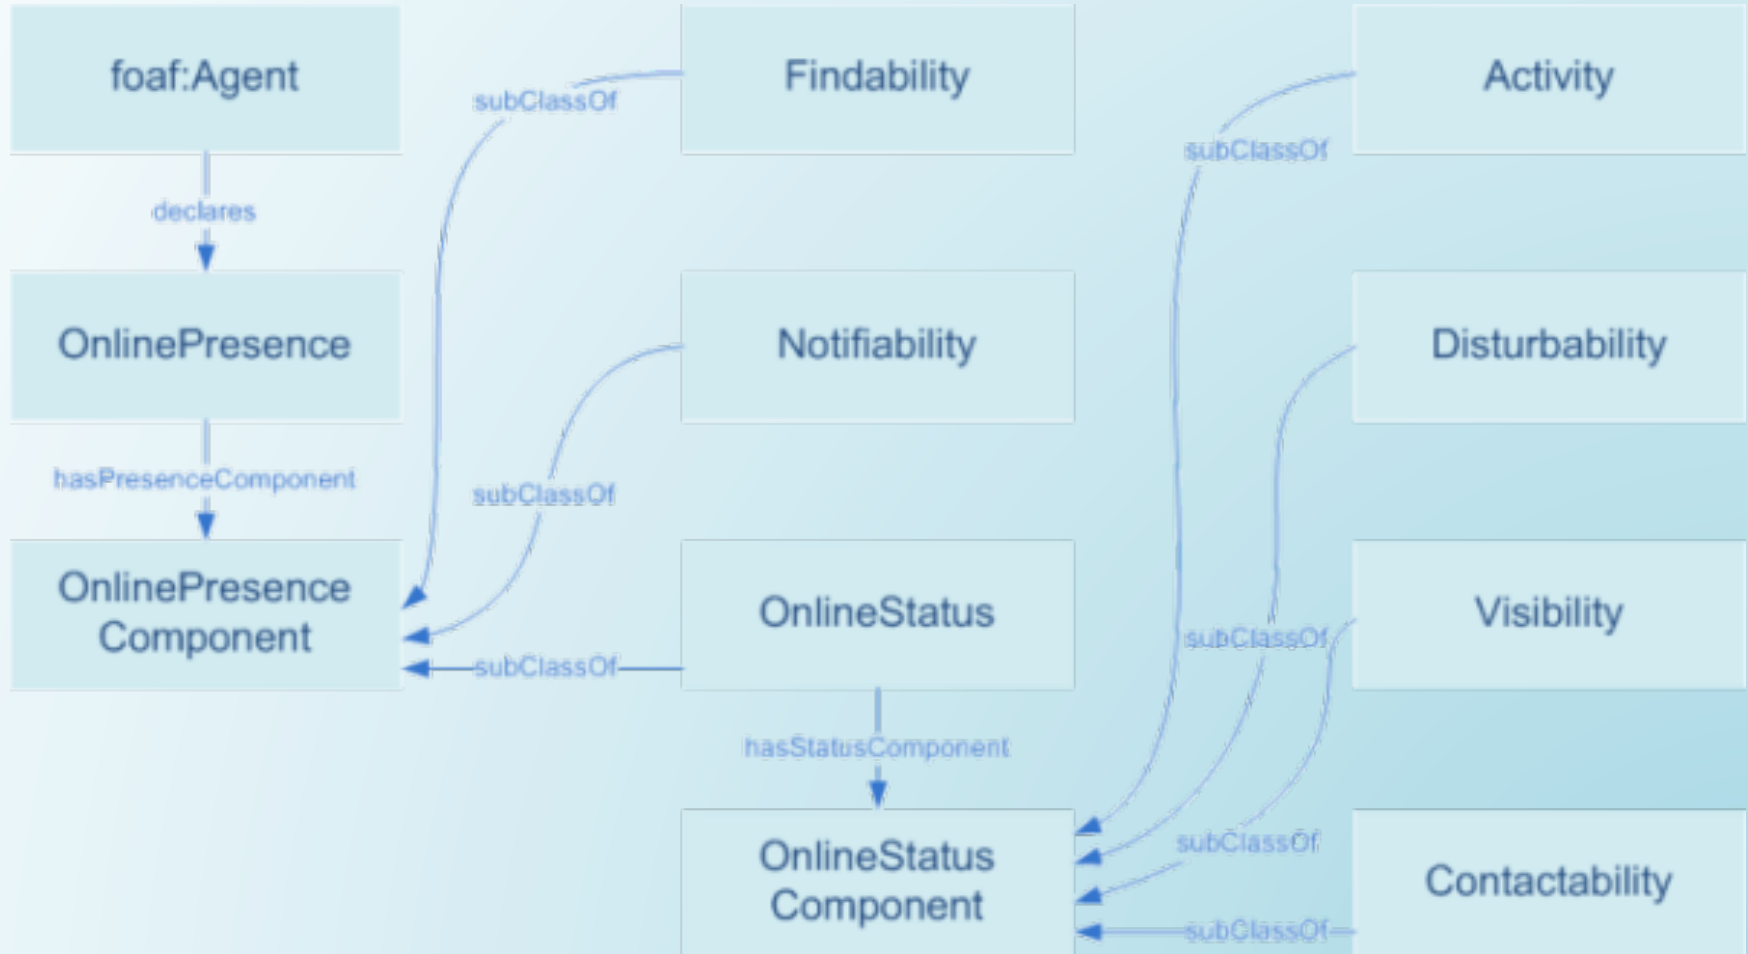 foaf:Agent
Findability
Activity
subClassOf
subClassOf
declares
OnlinePresence
Notifiability
Disturbability
hasPresenceComponent
subClassOf
OnlinePresence
Component
OnlineStatus
Visibility
subClassOf
subClassOf
hasStatusComponent
OnlineStatus
Component
subClassOf
Contactability
subClassOf